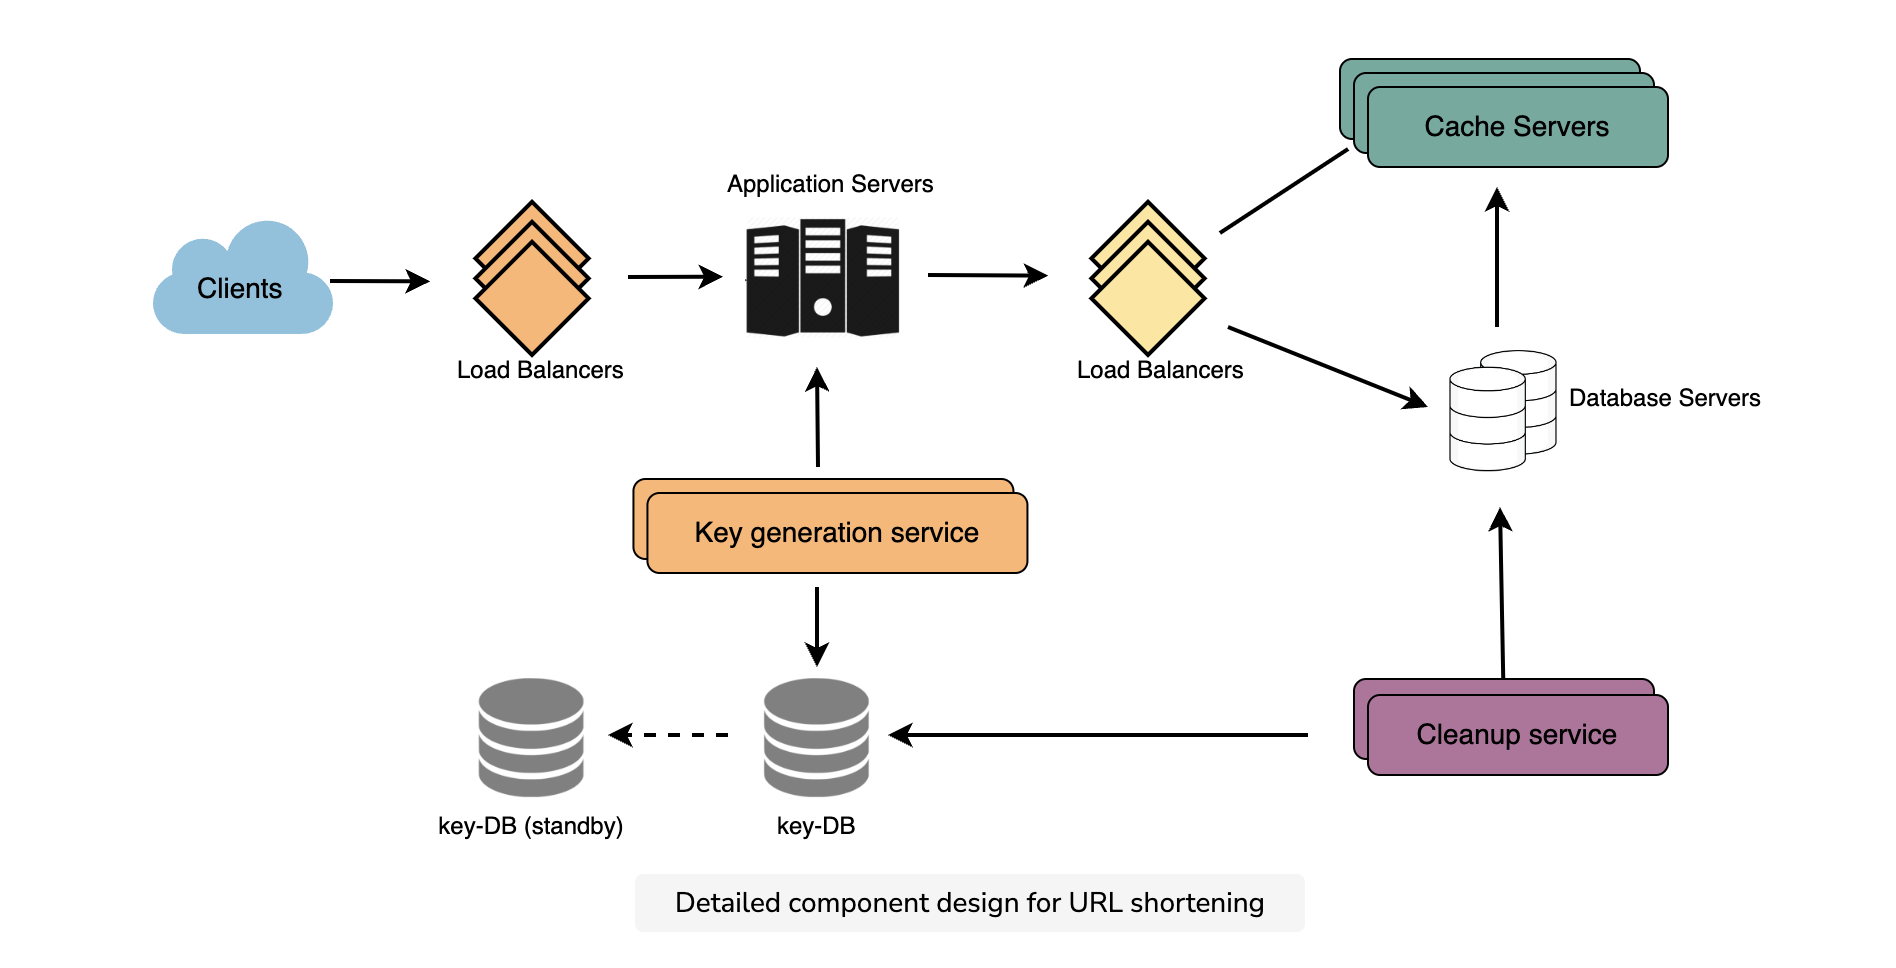 Cache Servers
Application Servers
Clients
Load Balancers
Load Balancers
Database Servers
Key generation service
Cleanup service
key-DB (standby)
key-DB
Detailed component design for URL shortening